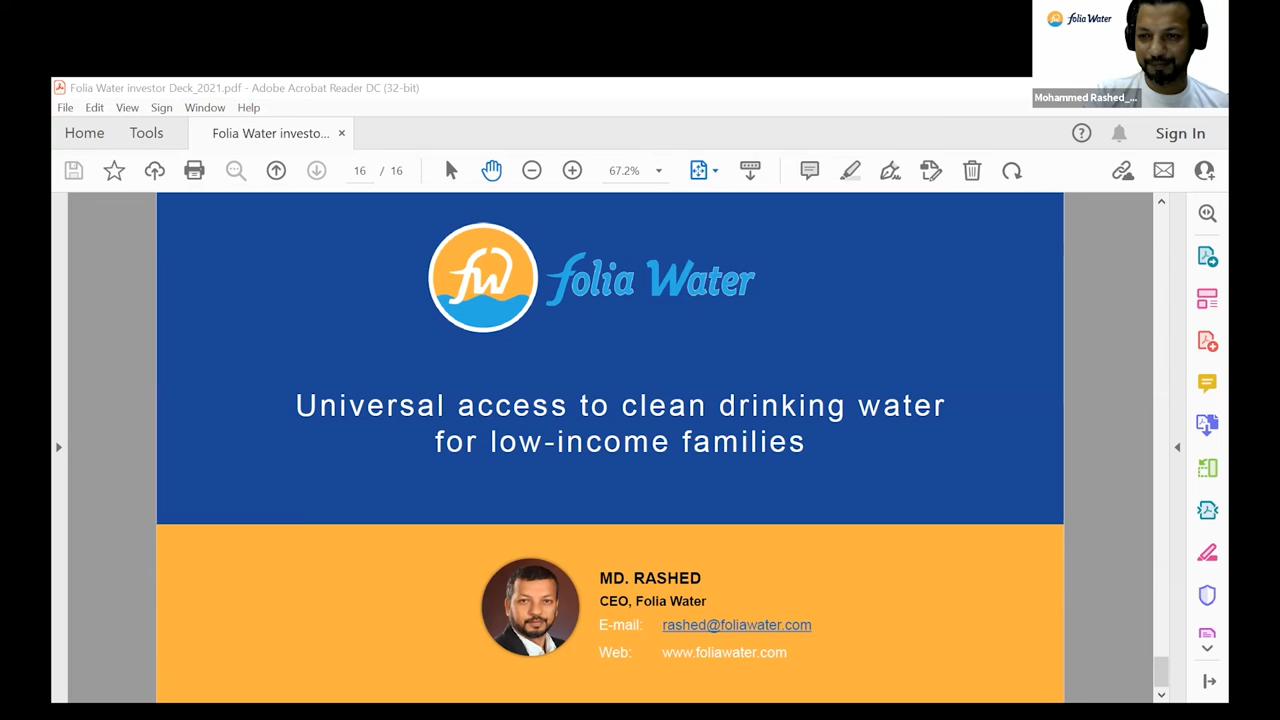 folia Water
Mohammed Rashed_...
Folia Water investor Deck_2021.pdf - Adobe Acrobat Reader DC (32-bit)
File Edit View Sign Window Help
Home Tools Folia Water investo... × Sign In
16 / 16 67.2%
fw folia Water
Universal access to clean drinking water
for low-income families
MD. RASHED
CEO, Folia Water
E-mail: rashed@foliawater.com
Web: www.foliawater.com